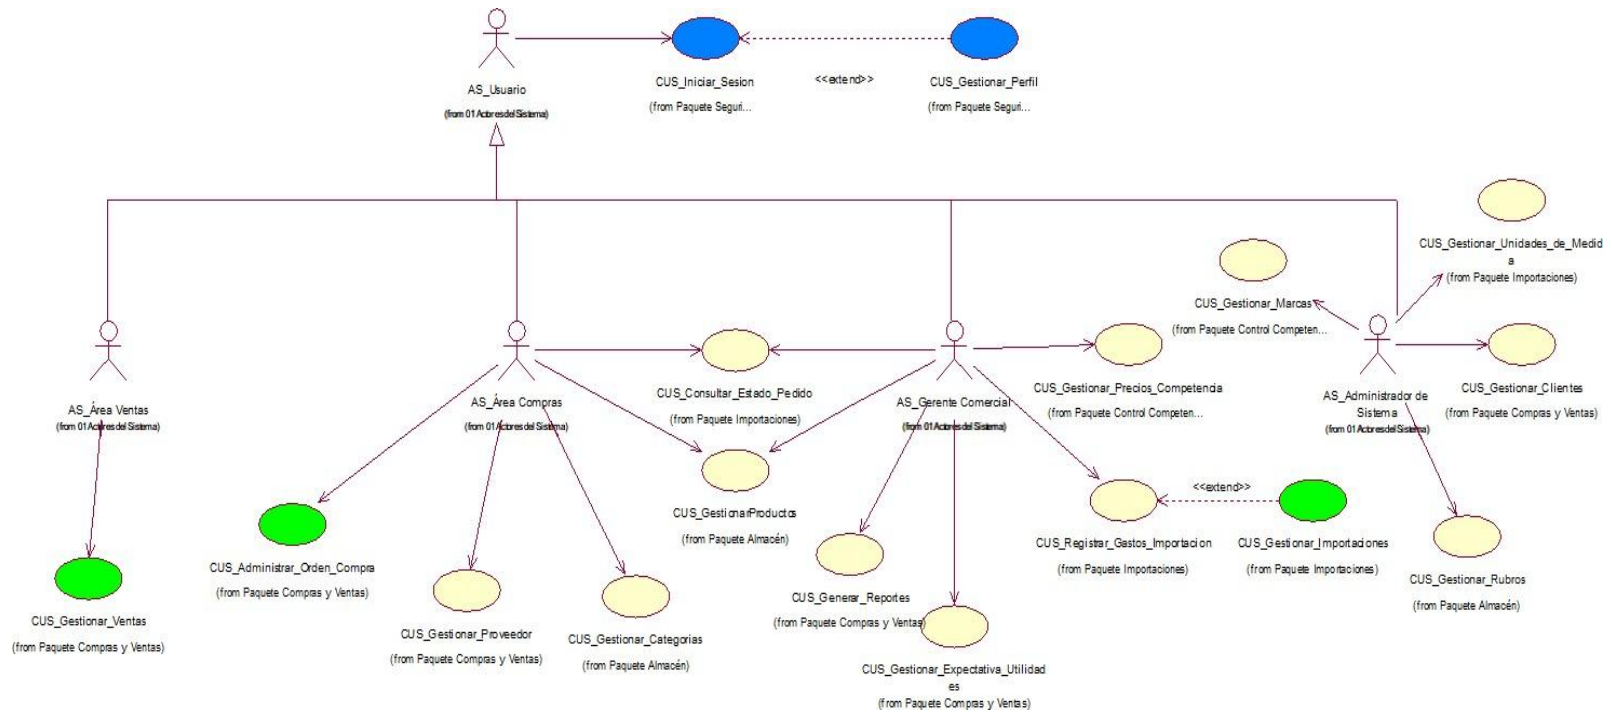 AS_Usuario
(from 01 Actores del Sistema)
CUS_Iniciar_Sesion
(from Paquete Seguri...
<<extend>>
CUS_Gestionar_Perfil
(from Paquete Seguri...
CUS_Gestionar_Unidades_de_Medid
a
(from Paquete Importaciones)
CUS_Gestionar_Marcas
(from Paquete Control Competen...
AS_Área Ventas
(from 01 Actores del Sistema)
AS_Área Compras
(from 01 Actores del Sistema)
CUS_Consultar_Estado_Pedido
(from Paquete Importaciones)
AS_Gerente Comercial
(from 01 Actores del Sistema)
CUS_Gestionar_Precios_Competencia
(from Paquete Control Competen...
AS_Administrador de
Sistema
(from 01 Actores del Sistema)
CUS_Gestionar_Clientes
(from Paquete Compras y Ventas)
CUS_GestionarProductos
(from Paquete Almacén)
<<extend>>
CUS_Registrar_Gastos_Importacion
(from Paquete Importaciones)
CUS_Gestionar_Importaciones
(from Paquete Importaciones)
CUS_Gestionar_Rubros
(from Paquete Almacén)
CUS_Administrar_Orden_Compra
(from Paquete Compras y Ventas)
CUS_Gestionar_Ventas
(from Paquete Compras y Ventas)
CUS_Gestionar_Proveedor
(from Paquete Compras y Ventas)
CUS_Gestionar_Categorias
(from Paquete Almacén)
CUS_Generar_Reportes
(from Paquete Compras y Ventas)
CUS_Gestionar_Expectativa_Utilidad
es
(from Paquete Compras y Ventas)